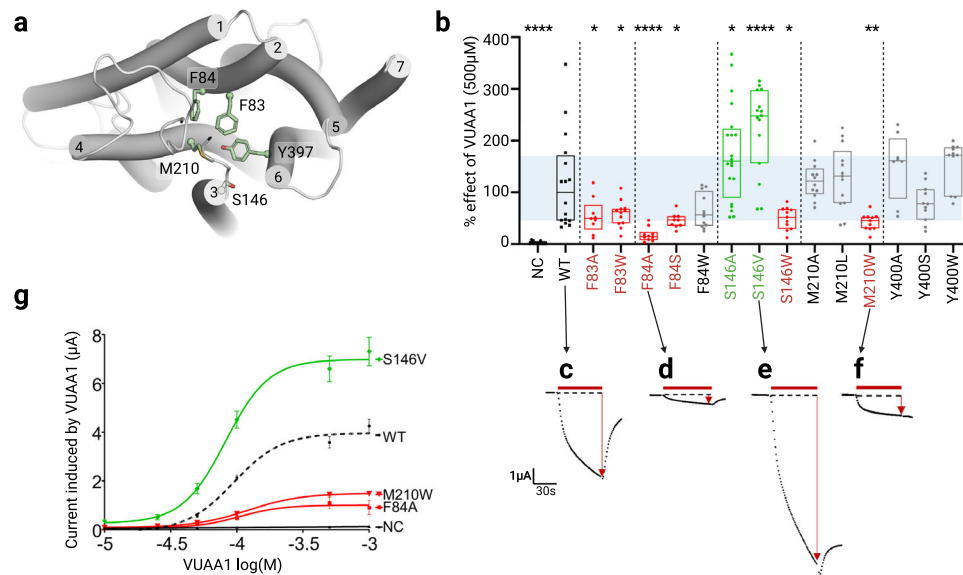 a
1
2
7
F84
F83
5
4
Y397
M210
6
3
S146
b
% effect of VUAA1 (500µM)
400
300
200
100
0
**** * * **** * * **** * **
NC WT F83A F83W F84A F84S F84W S146A S146V S146W M210A M210L M210W Y400A Y400S Y400W
c d e f
1µA
30s
g
Current induced by VUAA1 (µA)
8
6
4
2
0
S146V
WT
M210W
F84A
NC
-5 -4.5 -4 -3.5 -3
VUAA1 log(M)